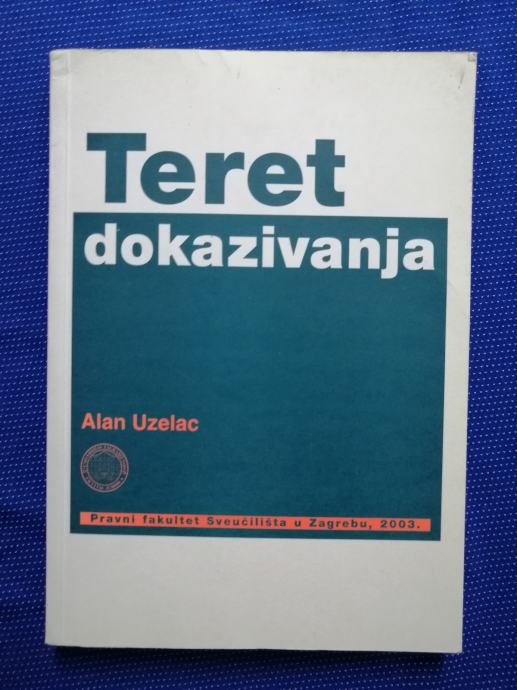 Teret
dokazivanja
Alan Uzelac
Pravni fakultet Sveučilišta u Zagrebu, 2003.